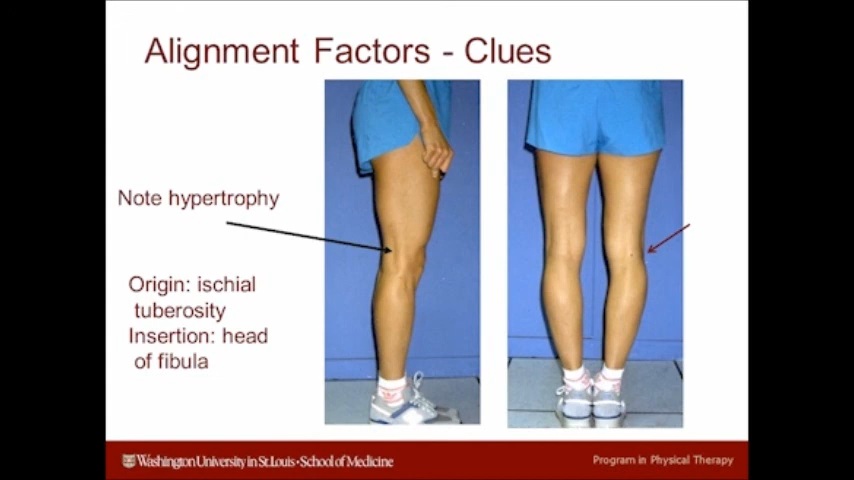 Alignment Factors - Clues
Note hypertrophy
Origin: ischial
tuberosity
Insertion: head
of fibula
Washington University in St. Louis • School of Medicine
Program in Physical Therapy